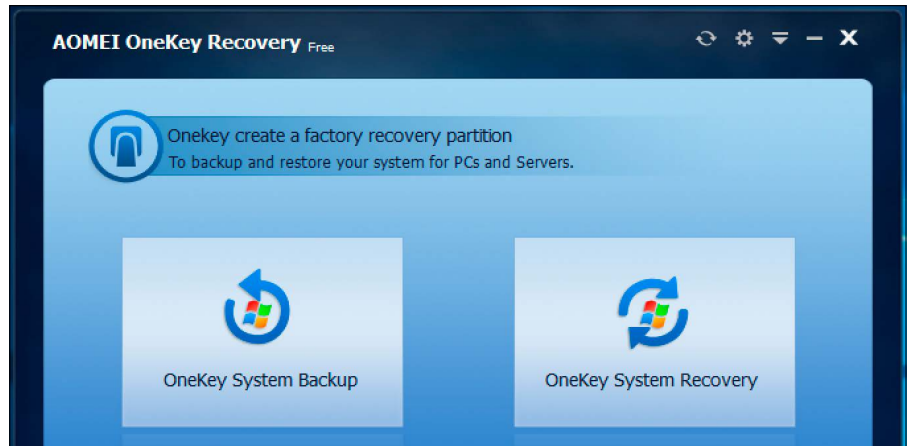 AOMEI OneKey Recovery Free
Onekey create a factory recovery partition
To backup and restore your system for PCs and Servers.
OneKey System Backup
OneKey System Recovery